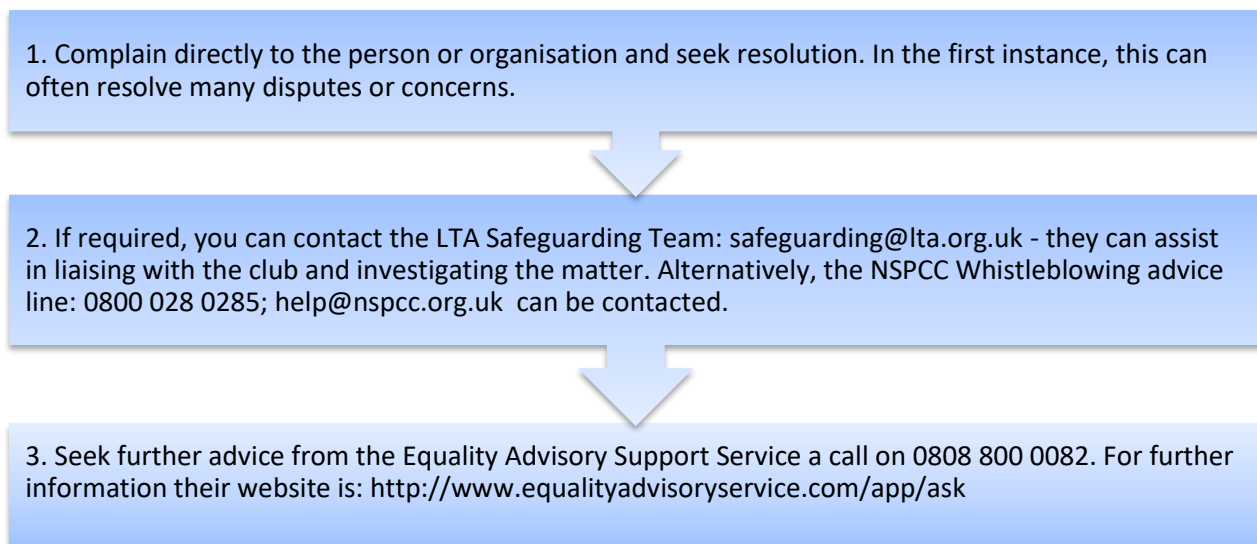 1. Complain directly to the person or organisation and seek resolution. In the first instance, this can
often resolve many disputes or concerns.
2. If required, you can contact the LTA Safeguarding Team: safeguarding@lta.org.uk - they can assist
in liaising with the club and investigating the matter. Alternatively, the NSPCC Whistleblowing advice
line: 0800 028 0285; help@nspcc.org.uk  can be contacted.
3. Seek further advice from the Equality Advisory Support Service a call on 0808 800 0082. For further
information their website is: http://www.equalityadvisoryservice.com/app/ask